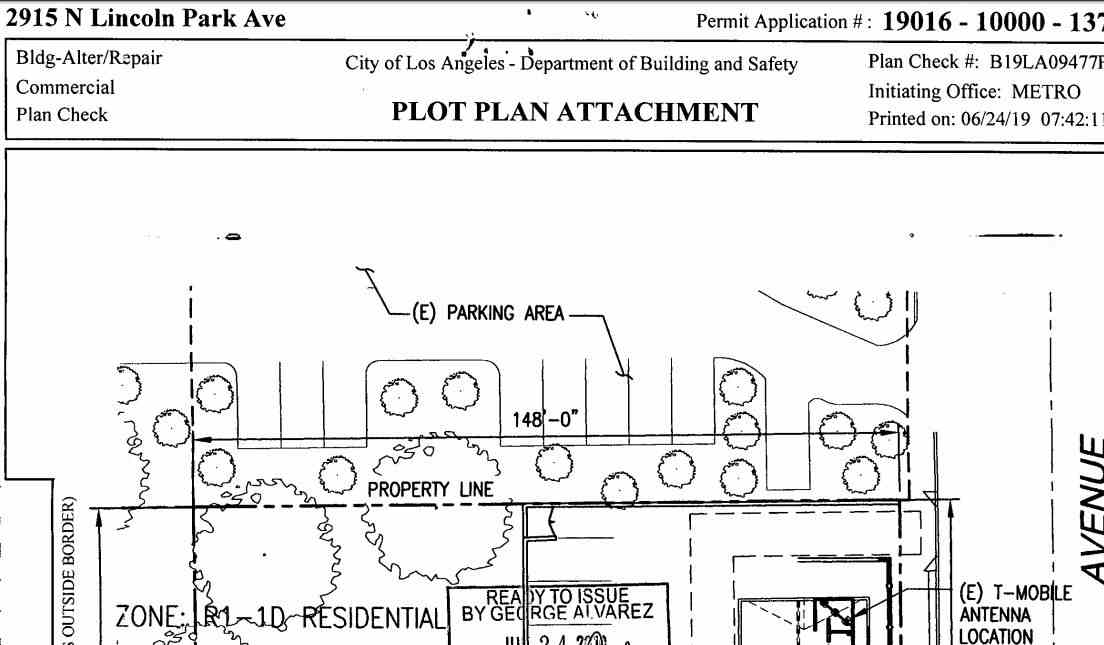 2915 N Lincoln Park Ave
Permit Application # : 19016 - 10000 - 137
Bldg-Alter/Repair
City of Los Angeles - Department of Building and Safety
Plan Check #: B19LA09477
Commercial
Initiating Office: METRO
PLOT PLAN ATTACHMENT
Plan Check
Printed on: 06/24/19 07:42:11
(E) PARKING AREA
148'-0"
PROPERTY LINE
AVENUE
OUTSIDE BORDER)
(E) T-MOBILE
ANTENNA
LOCATION
READY TO ISSUE
BY GEORGE ALVAREZ
ZONE: R1-1D RESIDENTIAL
24